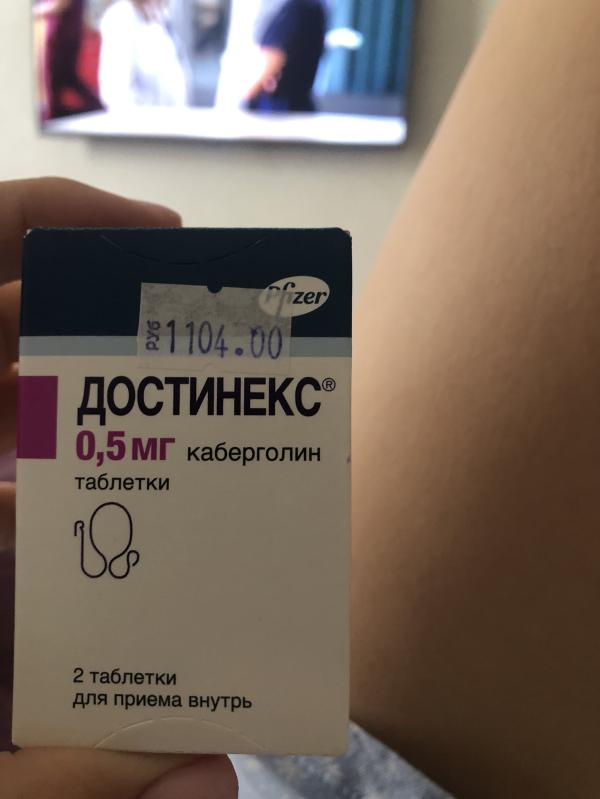 Pfizer
РУБ 1104.00
ДОСТИНЕКС®
0,5 мг каберголин
таблетки
2 таблетки
для приема внутрь